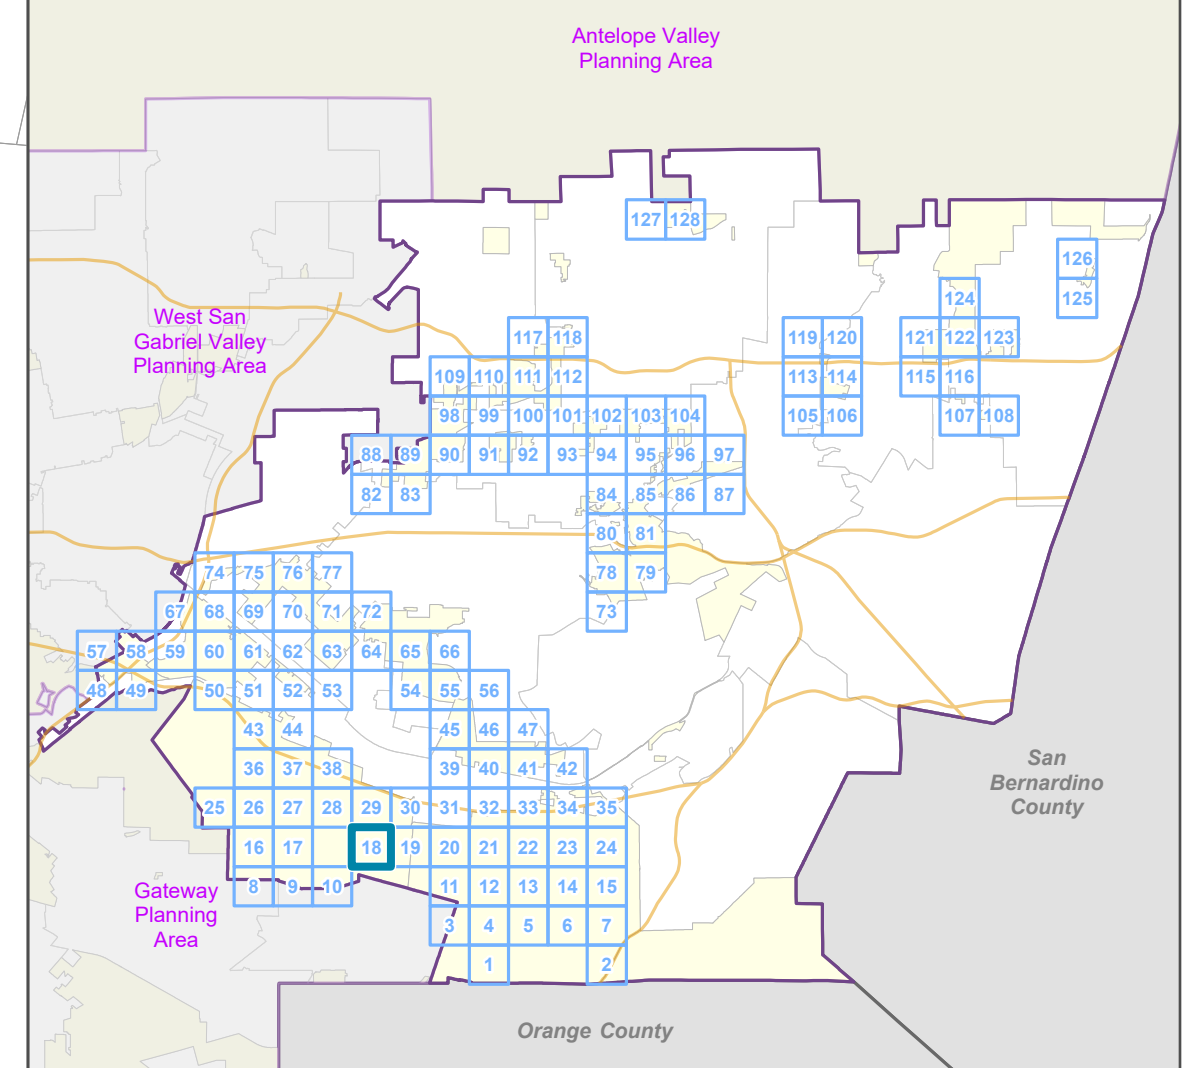 Antelope Valley
Planning Area
127 128
126
124 125
117 118 119 120 121 122 123
West San
Gabriel Valley
Planning Area
109 110 111 112 113 114 115 116
98 99 100 101 102 103 104 105 106 107 108
88 89 90 91 92 93 94 95 96 97
82 83 84 85 86 87
80 81
74 75 76 77 78 79
67 68 69 70 71 72 73
57 58 59 60 61 62 63 64 65 66
48 49 50 51 52 53 54 55 56
43 44 45 46 47
36 37 38 39 40 41 42
San
Bernardino
County
25 26 27 28 29 30 31 32 33 34 35
16 17 18 19 20 21 22 23 24
8 9 10 11 12 13 14 15
Gateway
Planning
Area
3 4 5 6 7
1 2
Orange County